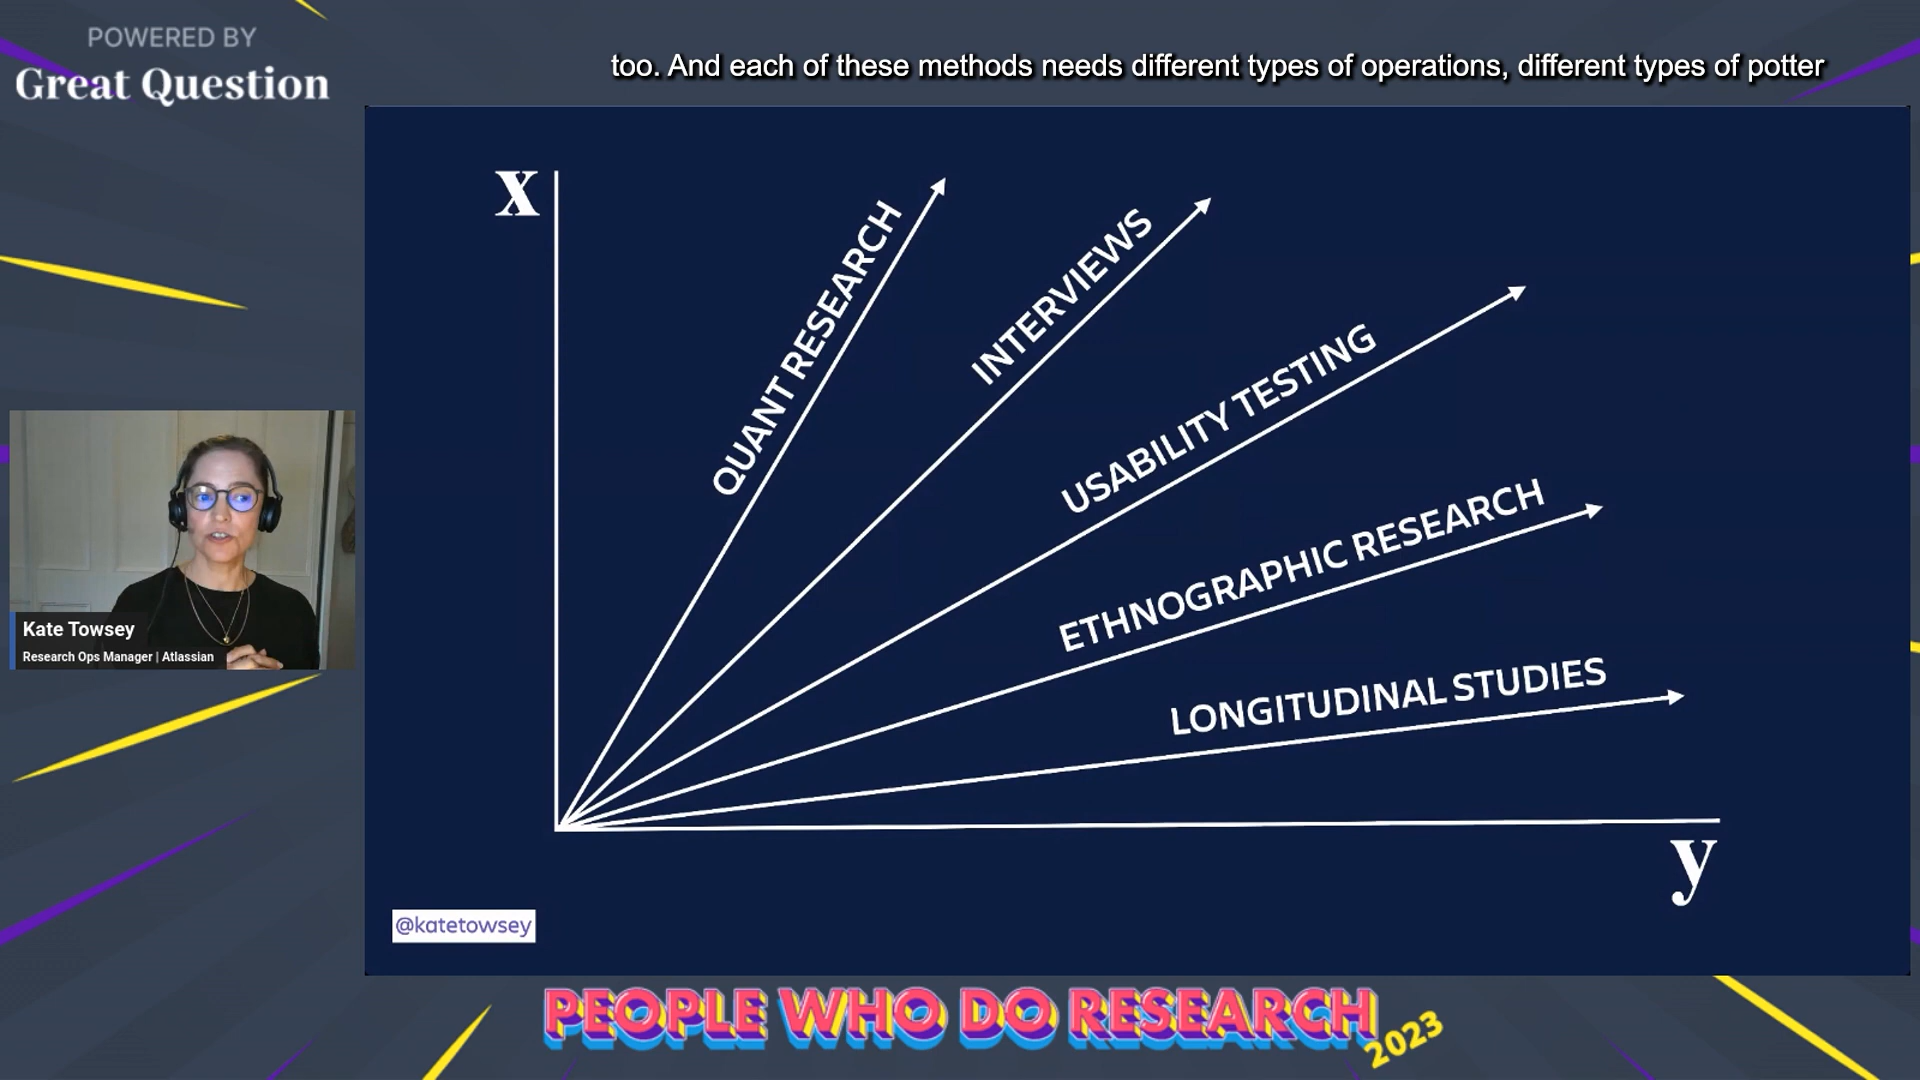 POWERED BY
Great Question
too. And each of these methods needs different types of operations, different types of potter
x
QUANT RESEARCH
INTERVIEWS
USABILITY TESTING
ETHNOGRAPHIC RESEARCH
LONGITUDINAL STUDIES
y
Kate Towsey
Research Ops Manager | Atlassian
@katetowsey
PEOPLE WHO DO RESEARCH
2023